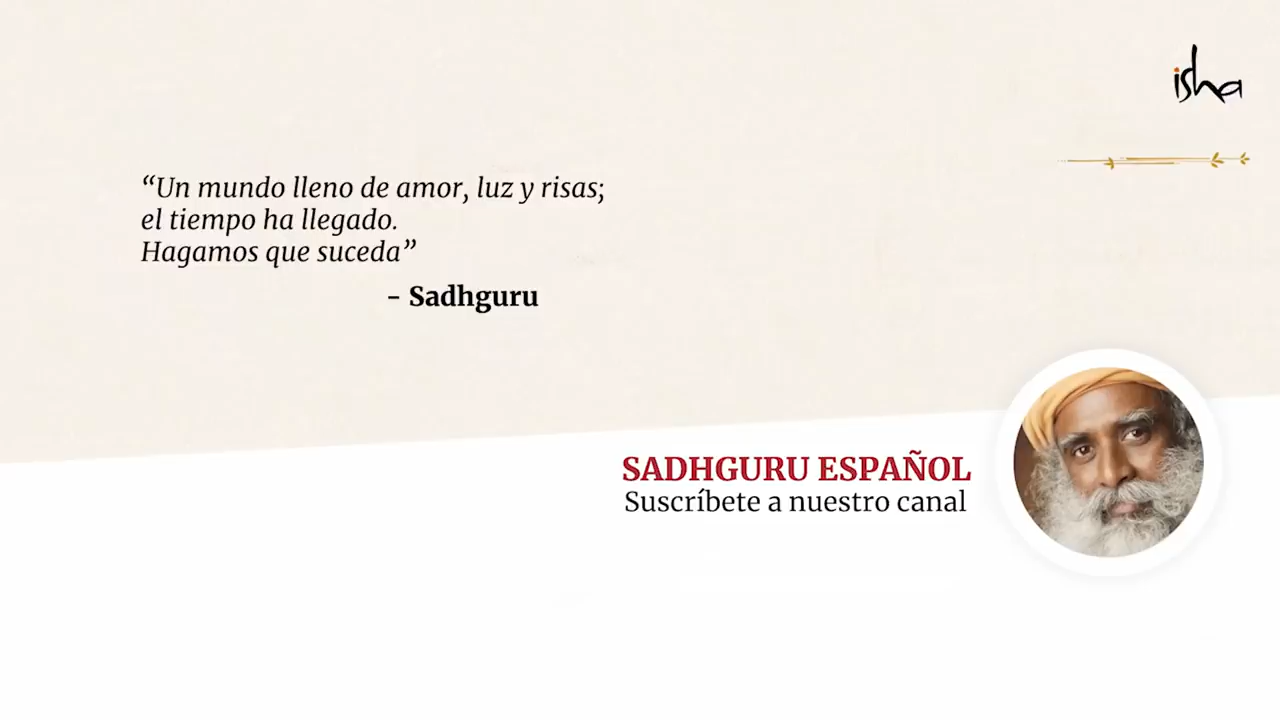 isha
“Un mundo lleno de amor, luz y risas;
el tiempo ha llegado.
Hagamos que suceda”
- Sadhguru
SADHGURU ESPAÑOL
Suscríbete a nuestro canal